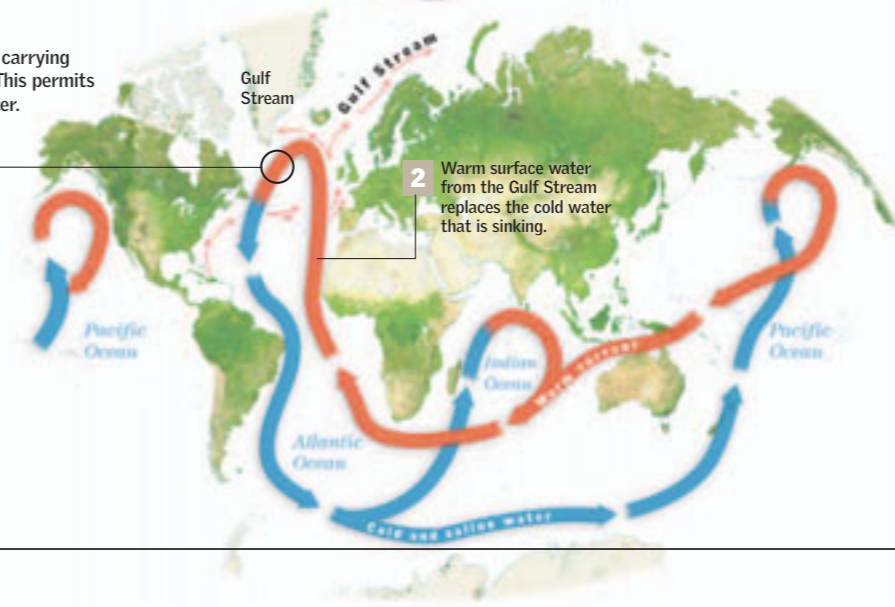 carrying
This permits
er.
Gulf
Stream
Gulf Stream
2
Warm surface water
from the Gulf Stream
replaces the cold water
that is sinking.
Pacific
Ocean
Indian
Ocean
Warm current
Pacific
Ocean
Atlantic
Ocean
Cold and saline water